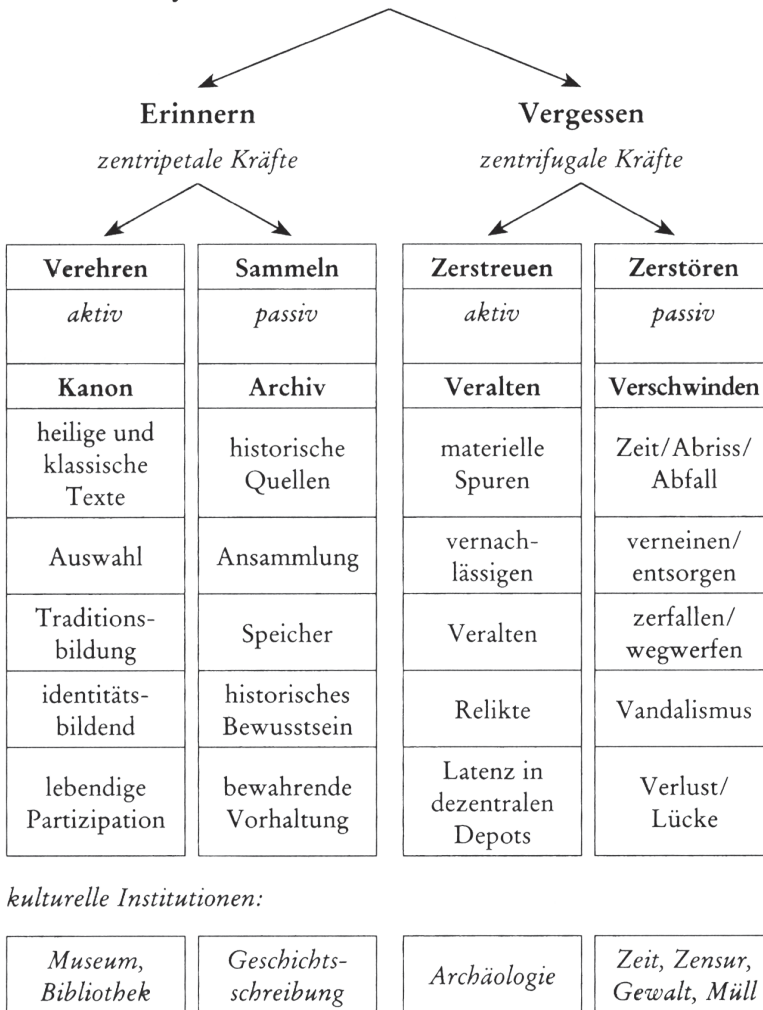 Erinnern
zentripetale Kräfte
Vergessen
zentrifugale Kräfte
Verehren
aktiv
Kanon
heilige und
klassische
Texte
Auswahl
Traditions-
bildung
identitäts-
bildend
lebendige
Partizipation
Sammeln
passiv
Archiv
historische
Quellen
Ansammlung
Speicher
historisches
Bewusstsein
bewahrende
Vorhaltung
Zerstreuen
aktiv
Veralten
materielle
Spuren
vernach-
lässigen
Veralten
Relikte
Latenz in
dezentralen
Depots
Zerstören
passiv
Verschwinden
Zeit/Abriss/
Abfall
verneinen/
entsorgen
zerfallen/
wegwerfen
Vandalismus
Verlust/
Lücke
kulturelle Institutionen:
Museum,
Bibliothek
Geschichts-
schreibung
Archäologie
Zeit, Zensur,
Gewalt, Müll